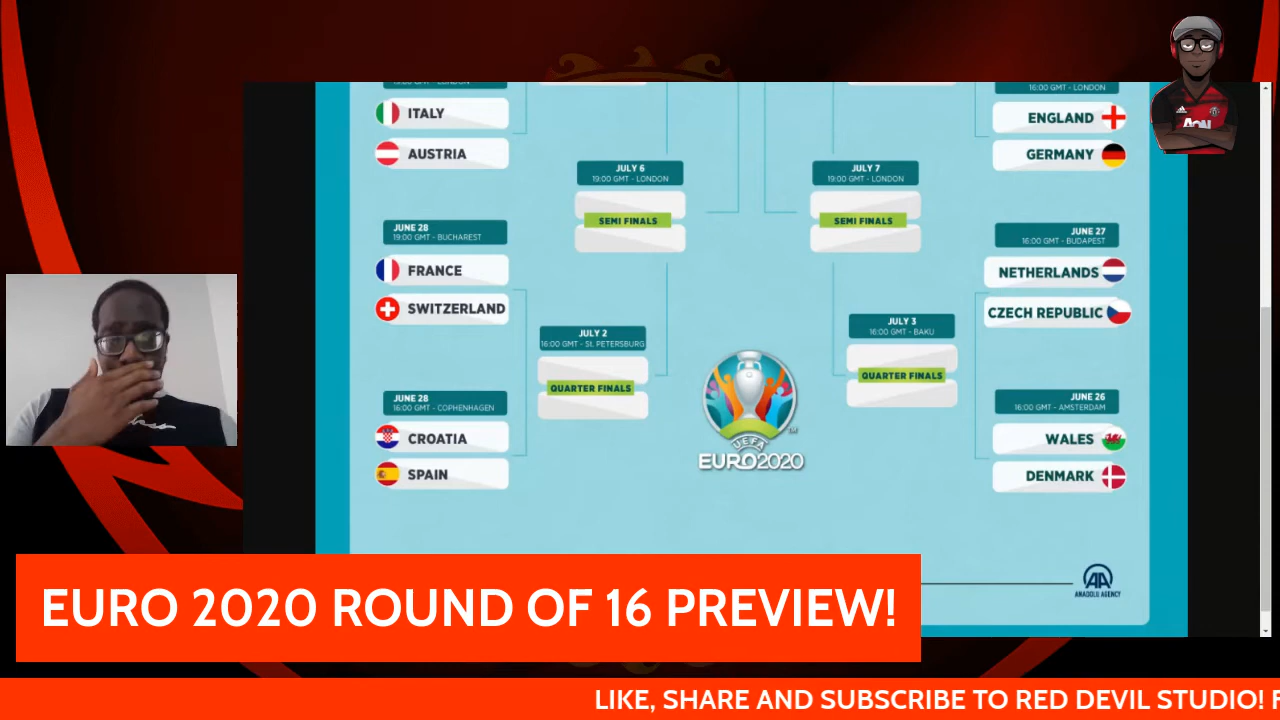 ITALY
AUSTRIA
JUNE 28
19:00 GMT - BUCHAREST
FRANCE
SWITZERLAND
JUNE 28
16:00 GMT - COPHENHAGEN
CROATIA
SPAIN
JULY 6
19:00 GMT - LONDON
SEMI FINALS
JULY 2
16:00 GMT - St. PETERSBURG
QUARTER FINALS
JULY 7
19:00 GMT - LONDON
SEMI FINALS
JULY 3
16:00 GMT - BAKU
QUARTER FINALS
16:00 GMT - LONDON
ENGLAND
GERMANY
JUNE 27
16:00 GMT - BUDAPEST
NETHERLANDS
CZECH REPUBLIC
JUNE 26
16:00 GMT - AMSTERDAM
WALES
DENMARK
UEFA
EURO2020
TM
AA
ANADOLU AGENCY
AON
EURO 2020 ROUND OF 16 PREVIEW!
LIKE, SHARE AND SUBSCRIBE TO RED DEVIL STUDIO! F